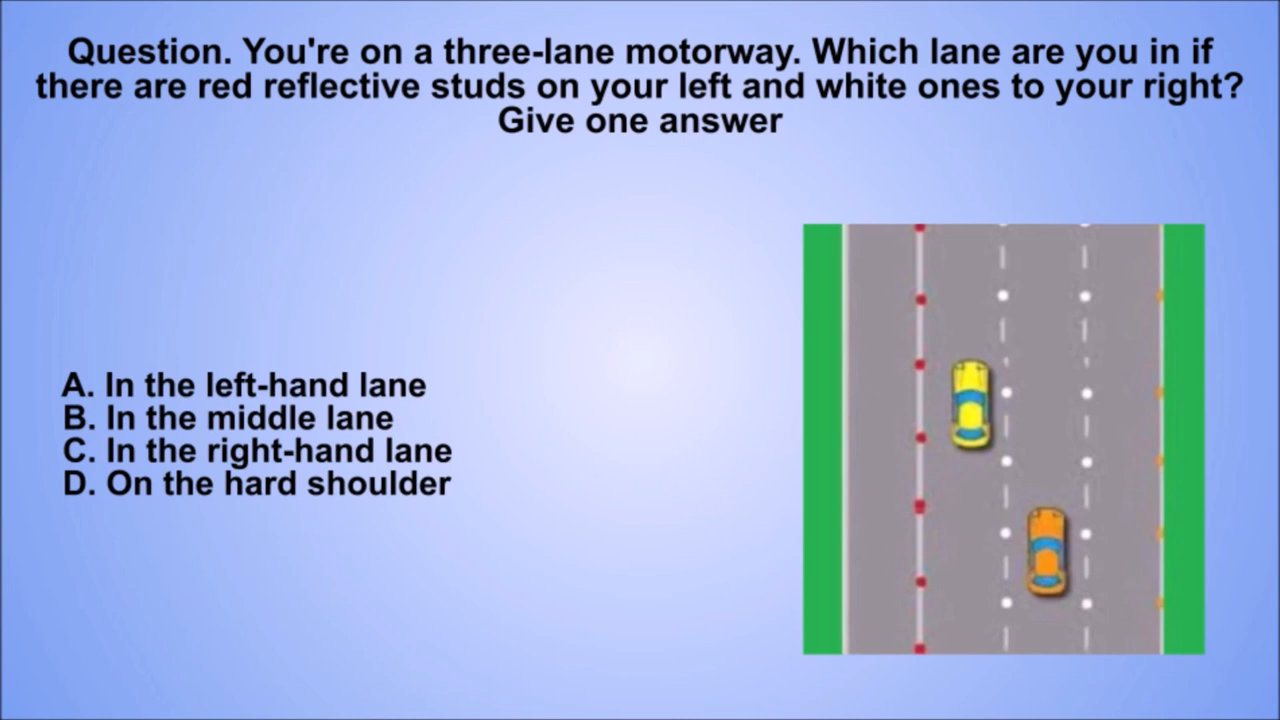 Question. You're on a three-lane motorway. Which lane are you in if
there are red reflective studs on your left and white ones to your right?
Give one answer
A. In the left-hand lane
B. In the middle lane
C. In the right-hand lane
D. On the hard shoulder